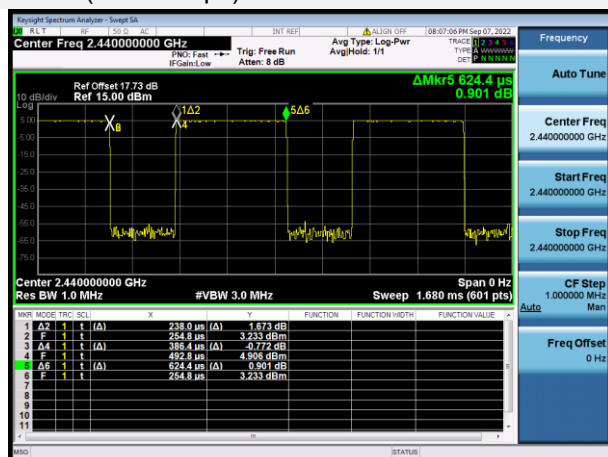 Keysight Spectrum Analyzer - Swept SA
R L T RF 50 Ω AC INT REF ALIGN OFF 08:07:06 PM Sep 07, 2022
Center Freq 2.440000000 GHz
PNO: Fast
IFGain:Low
Trig: Free Run
Atten: 8 dB
Avg Type: Log-Pwr
Avg|Hold: 1/1
TRACE 1 2 3 4 5 6
TYPE A WWWWW
DET P N N N N N
ΔMkr5 624.4 µs
0.901 dB
Ref Offset 17.73 dB
Ref 15.00 dBm
10 dB/div
Log
5.00
-5.00
-15.0
-25.0
-35.0
-45.0
-55.0
-65.0
-75.0
1Δ2
4
5Δ6
Center 2.440000000 GHz
Res BW 1.0 MHz
#VBW 3.0 MHz
Span 0 Hz
Sweep 1.680 ms (601 pts)
MKR MODE TRC SCL X Y FUNCTION FUNCTION WIDTH FUNCTION VALUE
1 Δ2 1 t (Δ) 238.0 µs (Δ) 1.673 dB
2 F 1 t 254.8 µs 3.233 dBm
3 Δ4 1 t (Δ) 386.4 µs (Δ) -0.772 dB
4 F 1 t 492.8 µs 4.906 dBm
5 Δ6 1 t (Δ) 624.4 µs (Δ) 0.901 dB
6 F 1 t 254.8 µs 3.233 dBm
7
8
9
10
11
MSG STATUS
Frequency
Auto Tune
Center Freq
2.440000000 GHz
Start Freq
2.440000000 GHz
Stop Freq
2.440000000 GHz
CF Step
1.000000 MHz
Auto Man
Freq Offset
0 Hz